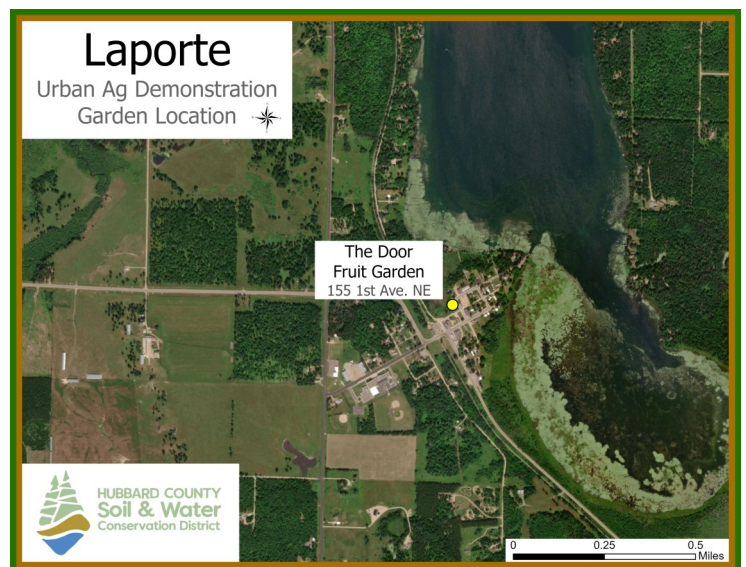 Laporte
Urban Ag Demonstration
Garden Location
The Door
Fruit Garden
155 1st Ave. NE
HUBBARD COUNTY
Soil & Water
Conservation District
0 0.25 0.5
Miles